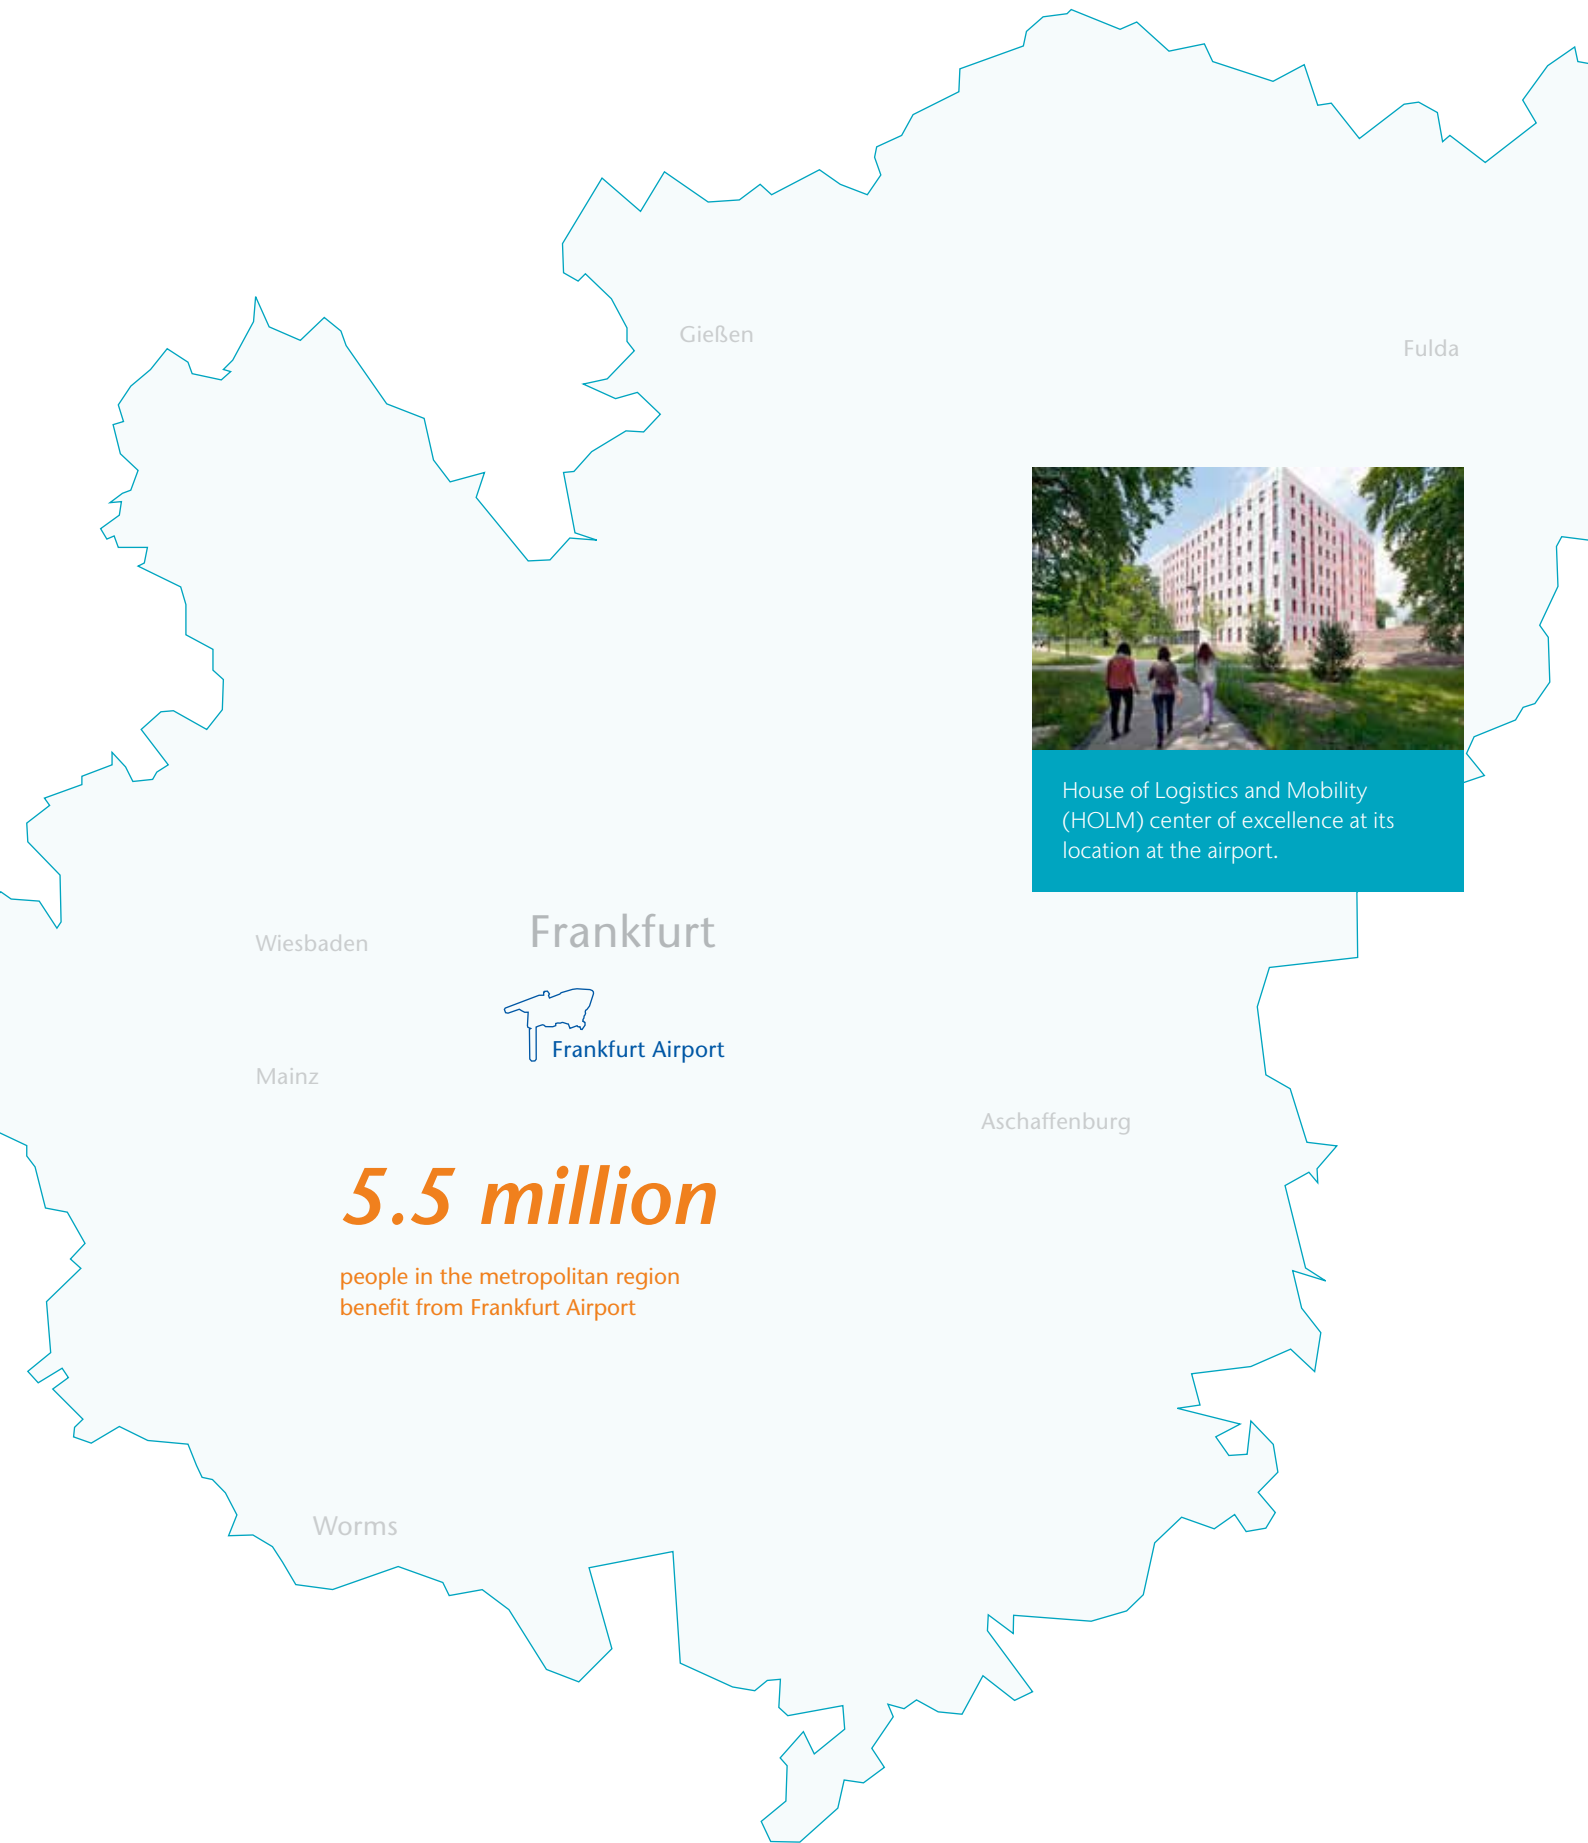 Gießen
Fulda
House of Logistics and Mobility
(HOLM) center of excellence at its
location at the airport.
Frankfurt
Wiesbaden
Frankfurt Airport
Mainz
Aschaffenburg
5.5 million
people in the metropolitan region
benefit from Frankfurt Airport
Worms